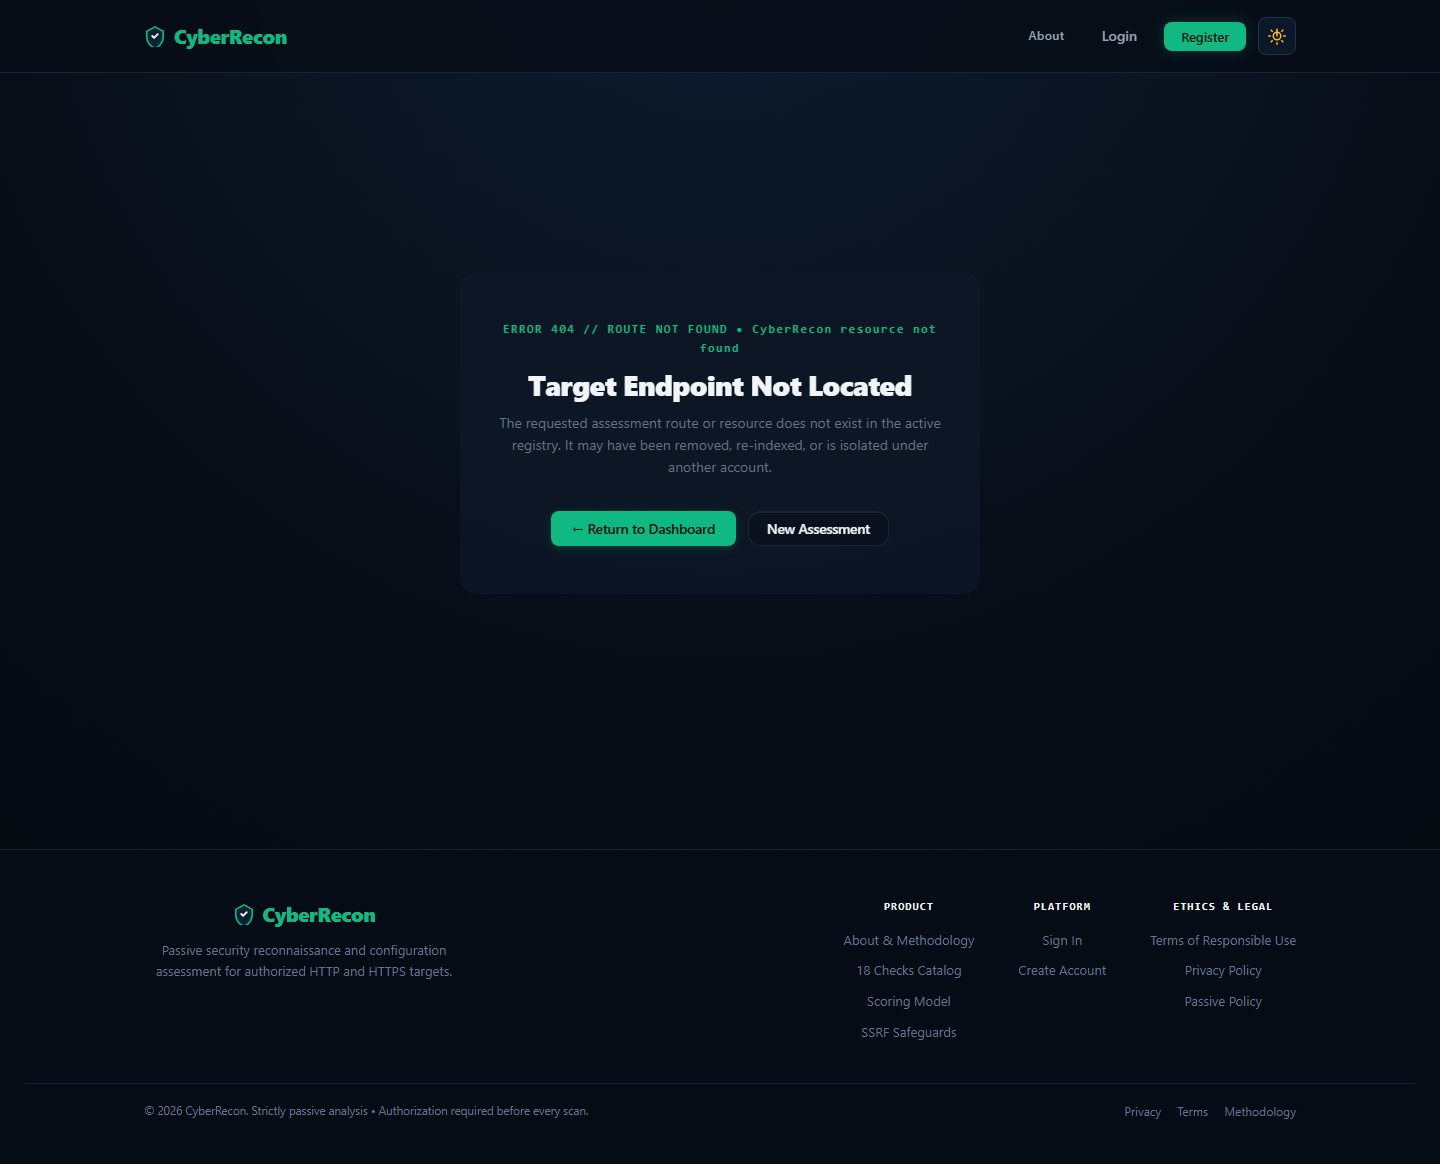 CyberRecon
About
Login
Register
ERROR 404 // ROUTE NOT FOUND • CyberRecon resource not
found
Target Endpoint Not Located
The requested assessment route or resource does not exist in the active
registry. It may have been removed, re-indexed, or is isolated under
another account.
← Return to Dashboard
New Assessment
CyberRecon
Passive security reconnaissance and configuration
assessment for authorized HTTP and HTTPS targets.
PRODUCT
About & Methodology
18 Checks Catalog
Scoring Model
SSRF Safeguards
PLATFORM
Sign In
Create Account
ETHICS & LEGAL
Terms of Responsible Use
Privacy Policy
Passive Policy
© 2026 CyberRecon. Strictly passive analysis • Authorization required before every scan.
Privacy
Terms
Methodology